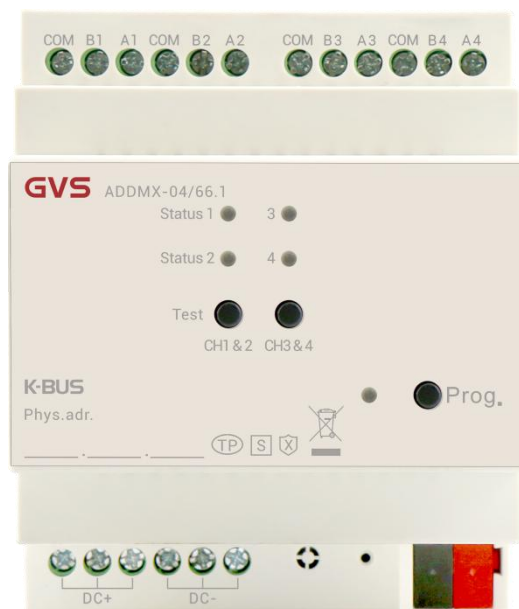 COM B1 A1 COM B2 A2 COM B3 A3 COM B4 A4
GVS ADDMX-04/66.1
Status 1 3
Status 2 4
Test
CH1 & 2 CH3 & 4
K-BUS
Prog.
Phys.adr.
TP S X
DC+ DC-